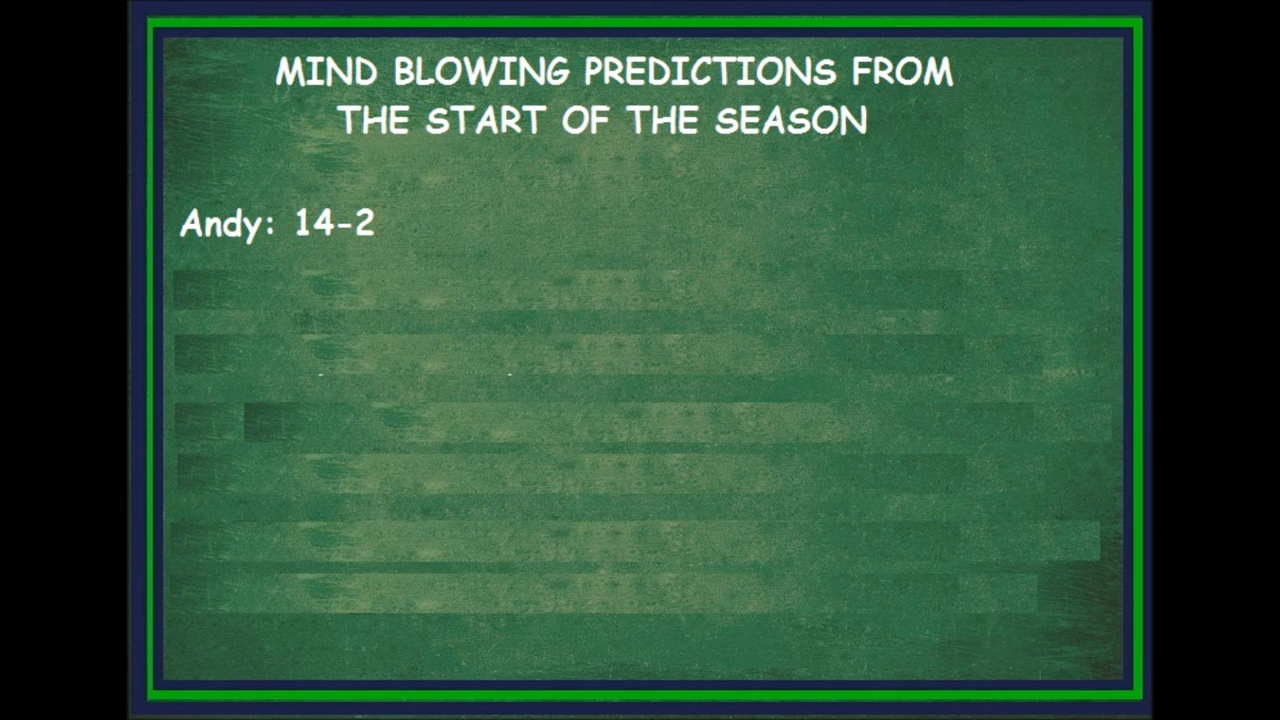 MIND BLOWING PREDICTIONS FROM
THE START OF THE SEASON
Andy: 14-2